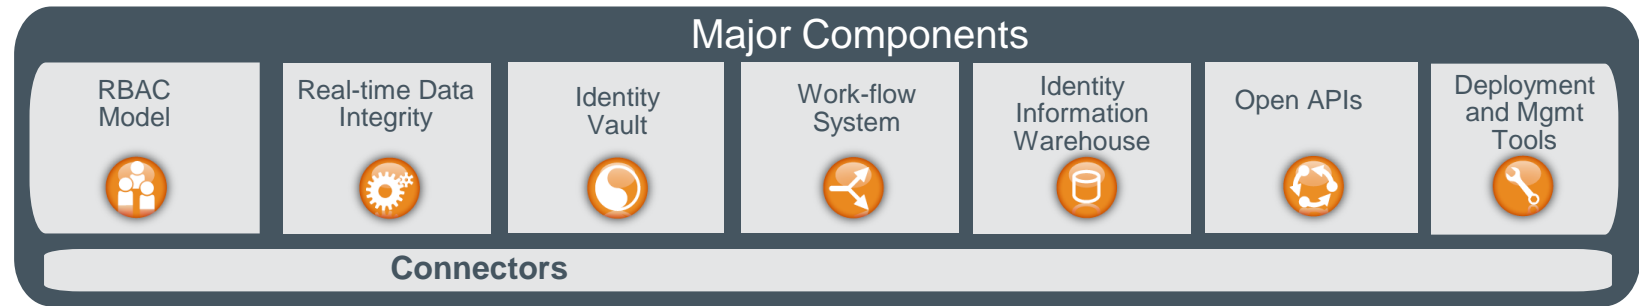 Major Components
RBAC
Model
Real-time Data
Integrity
Identity
Vault
Work-flow
System
Identity
Information
Warehouse
Open APIs
Deployment
and Mgmt
Tools
Connectors